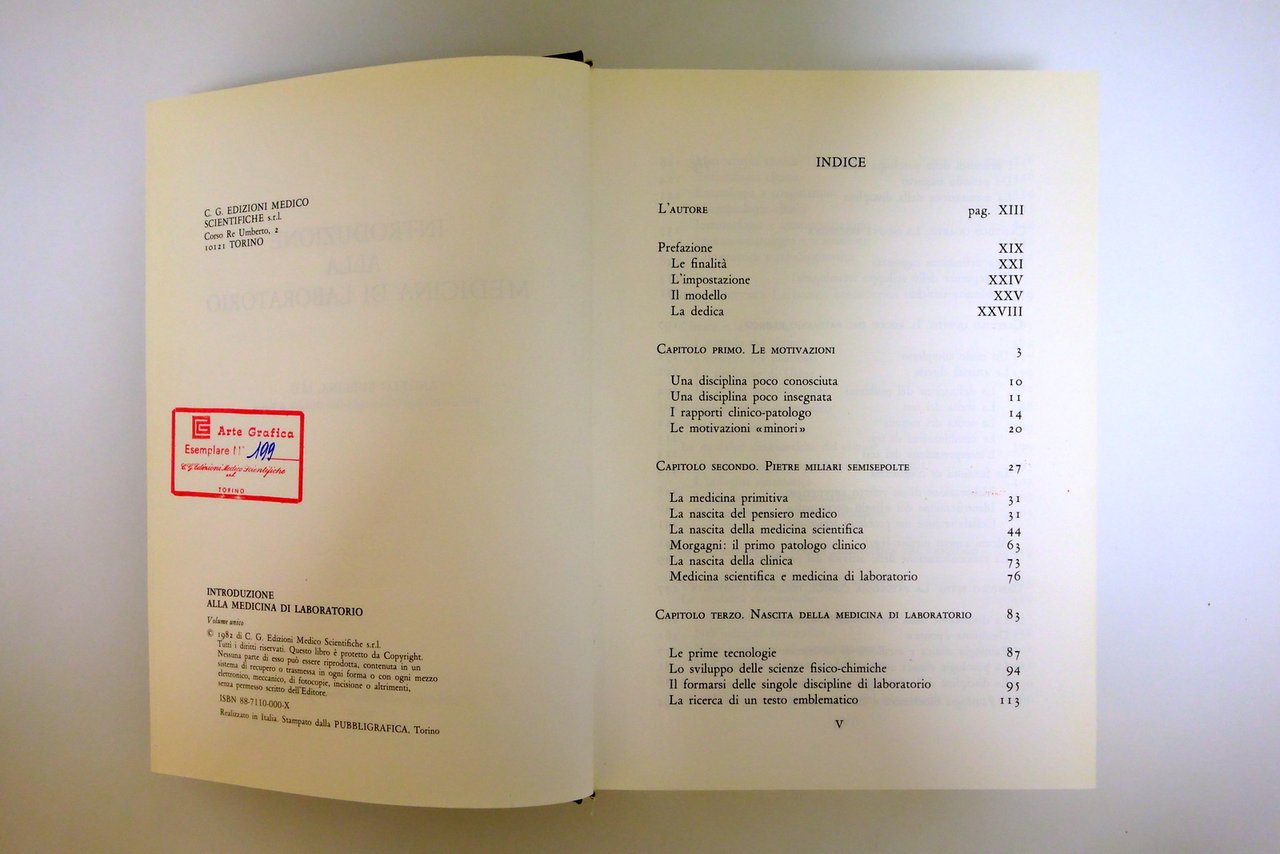 C. G. EDIZIONI MEDICO
SCIENTIFICHE s.r.l.
Corso Re Umberto, 2
10121 TORINO
CG Arte Grafica
Esemplare N° 199
C.G. Edizioni Medico Scientifiche
s.r.l.
TORINO
INTRODUZIONE
ALLA MEDICINA DI LABORATORIO
Volume unico
© 1982 di C. G. Edizioni Medico Scientifiche s.r.l.
Tutti i diritti riservati. Questo libro è protetto da Copyright.
Nessuna parte di esso può essere riprodotta, contenuta in un
sistema di recupero o trasmessa in ogni forma o con ogni mezzo
elettronico, meccanico, di fotocopie, incisione o altrimenti,
senza permesso scritto dell'Editore.
ISBN 88-7110-000-X
Realizzato in Italia. Stampato dalla PUBBLIGRAFICA, Torino
INDICE
L'AUTORE pag. XIII
Prefazione XIX
Le finalità XXI
L'impostazione XXIV
Il modello XXV
La dedica XXVIII
CAPITOLO PRIMO. LE MOTIVAZIONI 3
Una disciplina poco conosciuta 10
Una disciplina poco insegnata 11
I rapporti clinico-patologo 14
Le motivazioni «minori» 20
CAPITOLO SECONDO. PIETRE MILIARI SEMISEPOLTE 27
La medicina primitiva 31
La nascita del pensiero medico 31
La nascita della medicina scientifica 44
Morgagni: il primo patologo clinico 63
La nascita della clinica 73
Medicina scientifica e medicina di laboratorio 76
CAPITOLO TERZO. NASCITA DELLA MEDICINA DI LABORATORIO 83
Le prime tecnologie 87
Lo sviluppo delle scienze fisico-chimiche 94
Il formarsi delle singole discipline di laboratorio 95
La ricerca di un testo emblematico 113
V